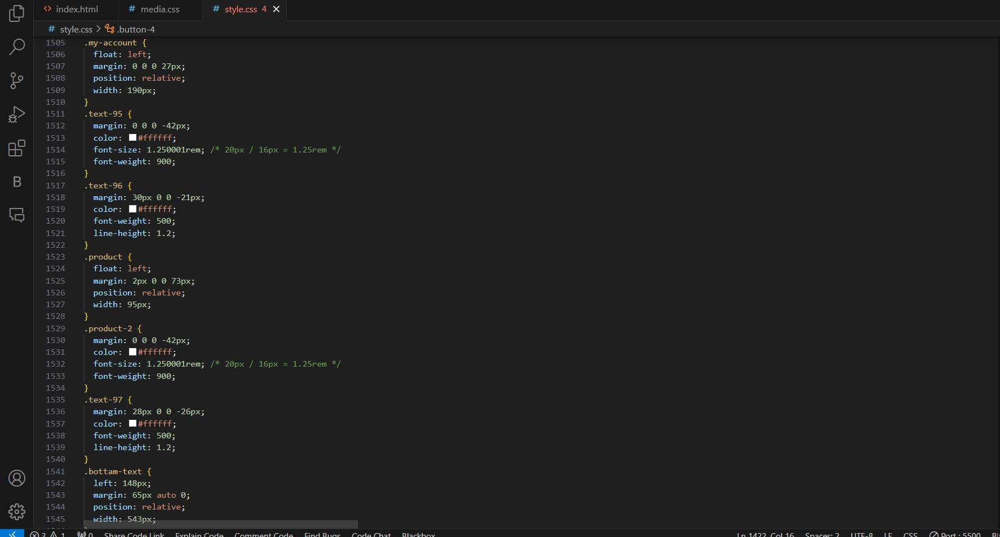 index.html
media.css
style.css 4
style.css > .button-4
1505 .my-account {
1506 float: left;
1507 margin: 0 0 0 27px;
1508 position: relative;
1509 width: 190px;
1510 }
1511 .text-95 {
1512 margin: 0 0 0 -42px;
1513 color: #ffffff;
1514 font-size: 1.250001rem; /* 20px / 16px = 1.25rem */
1515 font-weight: 900;
1516 }
1517 .text-96 {
1518 margin: 30px 0 0 -21px;
1519 color: #ffffff;
1520 font-weight: 500;
1521 line-height: 1.2;
1522 }
1523 .product {
1524 float: left;
1525 margin: 2px 0 0 73px;
1526 position: relative;
1527 width: 95px;
1528 }
1529 .product-2 {
1530 margin: 0 0 0 -42px;
1531 color: #ffffff;
1532 font-size: 1.250001rem; /* 20px / 16px = 1.25rem */
1533 font-weight: 900;
1534 }
1535 .text-97 {
1536 margin: 28px 0 0 -26px;
1537 color: #ffffff;
1538 font-weight: 500;
1539 line-height: 1.2;
1540 }
1541 .bottam-text {
1542 left: 148px;
1543 margin: 65px auto 0;
1544 position: relative;
1545 width: 543px;
3 1 0 Share Code Link Explain Code Comment Code Find Bugs Code Chat Blackbox Ln 1422, Col 16 Spaces: 2 UTF-8 LF CSS Port : 5500